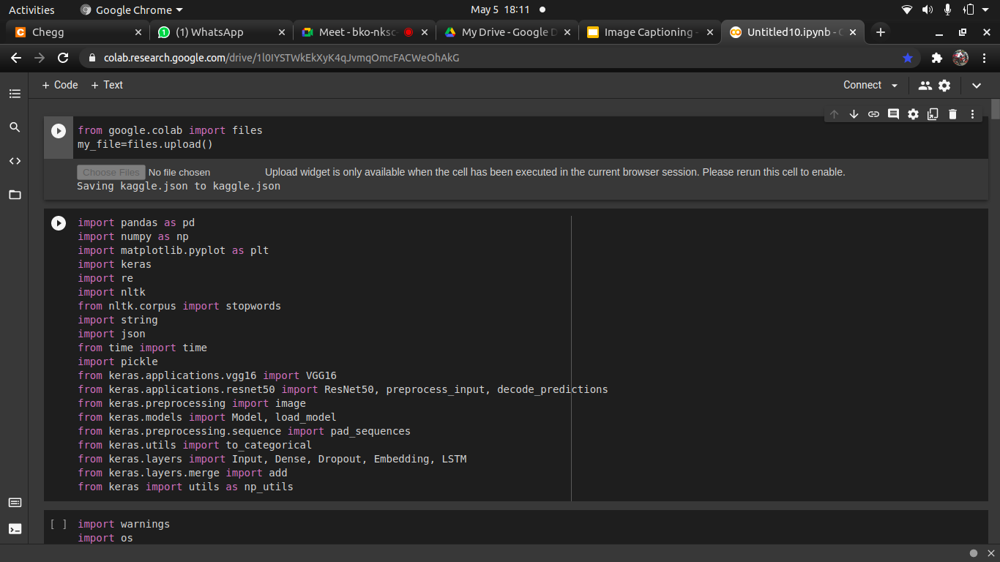 Activities Google Chrome May 5 18:11
Chegg (1) WhatsApp Meet - bko-nksc My Drive - Google D Image Captioning - Untitled10.ipynb - C
colab.research.google.com/drive/1l0IYSTWkEkXyK4qJvmqOmcFACWeOhAkG
+ Code + Text Connect
from google.colab import files
my_file=files.upload()
Choose Files No file chosen Upload widget is only available when the cell has been executed in the current browser session. Please rerun this cell to enable.
Saving kaggle.json to kaggle.json
import pandas as pd
import numpy as np
import matplotlib.pyplot as plt
import keras
import re
import nltk
from nltk.corpus import stopwords
import string
import json
from time import time
import pickle
from keras.applications.vgg16 import VGG16
from keras.applications.resnet50 import ResNet50, preprocess_input, decode_predictions
from keras.preprocessing import image
from keras.models import Model, load_model
from keras.preprocessing.sequence import pad_sequences
from keras.utils import to_categorical
from keras.layers import Input, Dense, Dropout, Embedding, LSTM
from keras.layers.merge import add
from keras import utils as np_utils
[ ] import warnings
import os